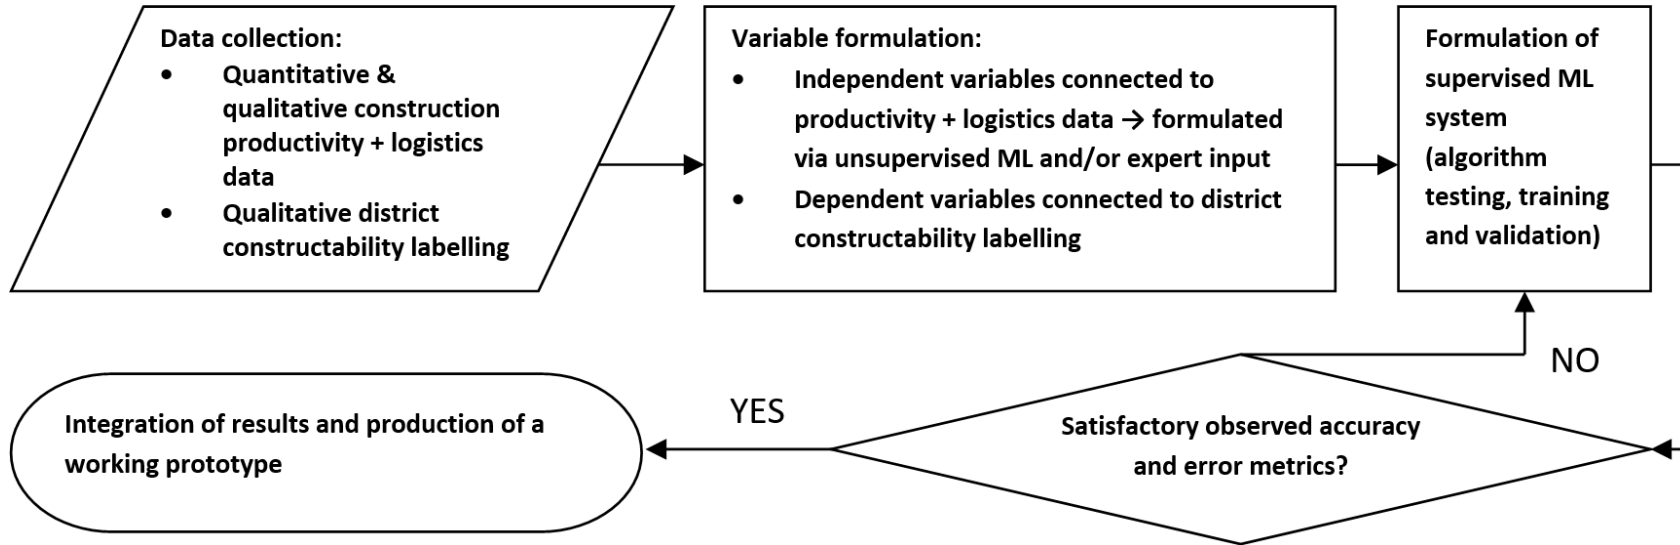 Data collection:
• Quantitative &
qualitative construction
productivity + logistics
data
• Qualitative district
constructability labelling
Variable formulation:
• Independent variables connected to
productivity + logistics data → formulated
via unsupervised ML and/or expert input
• Dependent variables connected to district
constructability labelling
Formulation of
supervised ML
system
(algorithm
testing, training
and validation)
NO
Satisfactory observed accuracy
and error metrics?
YES
Integration of results and production of a
working prototype